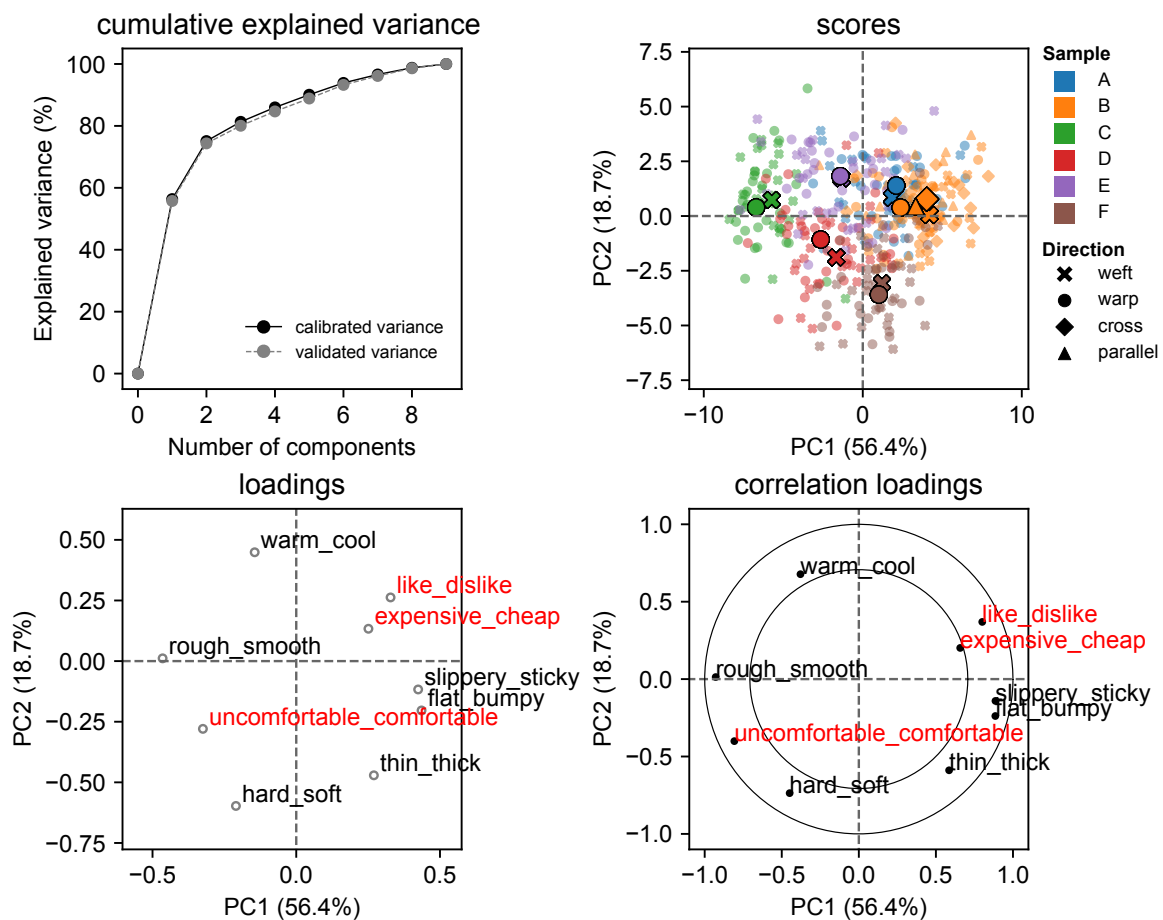 cumulative explained variance
100
80
60
40
20
0
Explained variance (%)
calibrated variance
validated variance
0 2 4 6 8
Number of components
scores
7.5
5.0
2.5
0.0
−2.5
−5.0
−7.5
PC2 (18.7%)
−10 0 10
PC1 (56.4%)
Sample
A
B
C
D
E
F
Direction
weft
warp
cross
parallel
loadings
0.50
0.25
0.00
−0.25
−0.50
−0.75
PC2 (18.7%)
warm_cool
like_dislike
expensive_cheap
rough_smooth
slippery_sticky
flat_bumpy
uncomfortable_comfortable
thin_thick
hard_soft
−0.5 0.0 0.5
PC1 (56.4%)
correlation loadings
1.0
0.5
0.0
−0.5
−1.0
PC2 (18.7%)
warm_cool
like_dislike
expensive_cheap
rough_smooth
slippery_sticky
flat_bumpy
uncomfortable_comfortable
thin_thick
hard_soft
−1.0 −0.5 0.0 0.5 1.0
PC1 (56.4%)